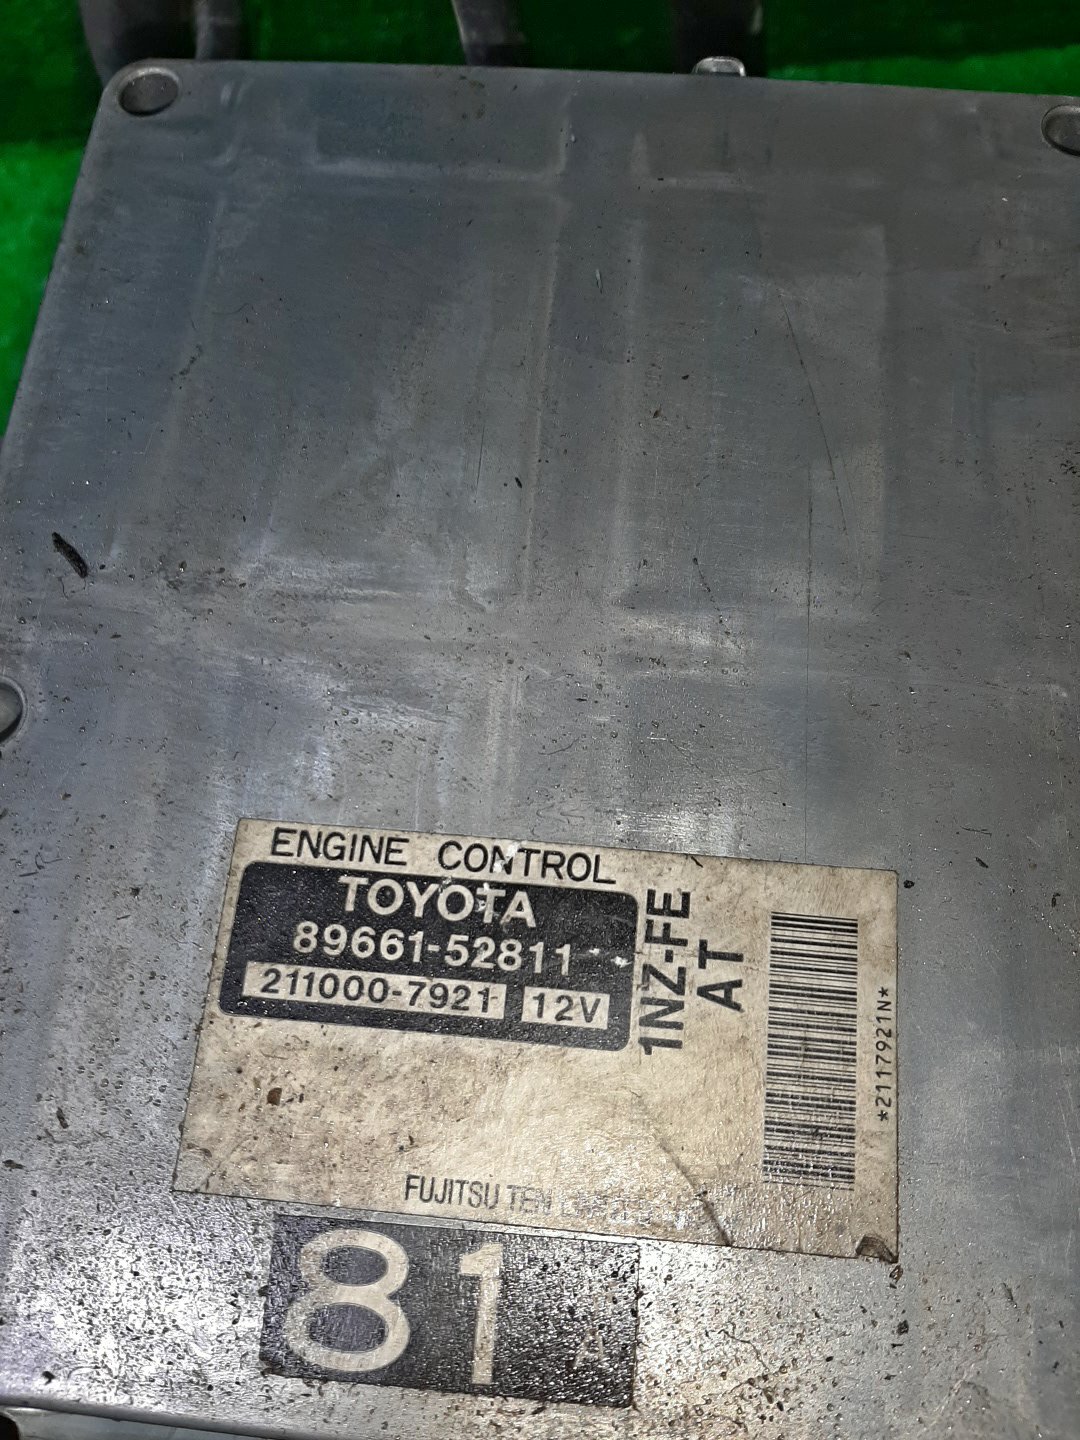 ENGINE CONTROL
TOYOTA
89661-52811
211000-7921 12V
1NZ-FE
AT
*2117921N*
FUJITSU TEN
81
A